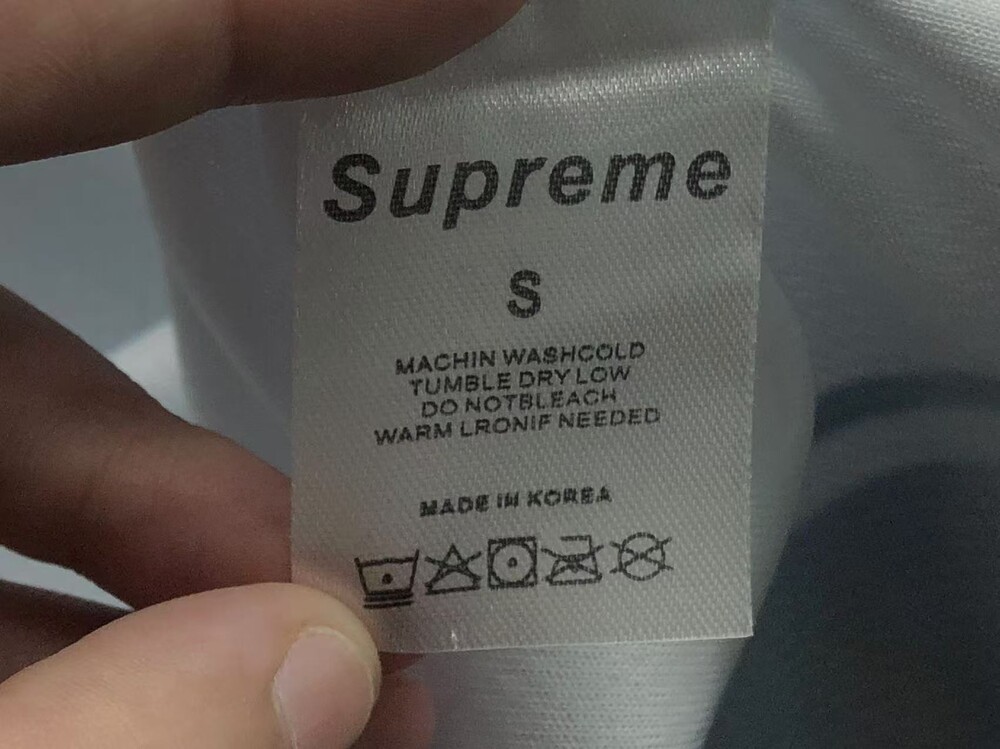 Supreme
S
MACHIN WASHCOLD
TUMBLE DRY LOW
DO NOTBLEACH
WARM LRONIF NEEDED
MADE IN KOREA